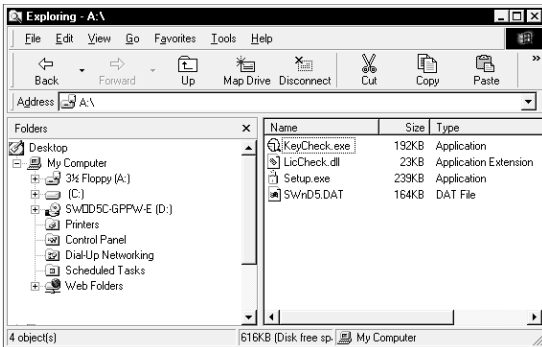 Exploring - A:\
File Edit View Go Favorites Tools Help
Back Forward Up Map Drive Disconnect Cut Copy Paste »
Address A:\
Folders
Desktop
My Computer
3½ Floppy (A:)
(C:)
SW□D5C-GPPW-E (D:)
Printers
Control Panel
Dial-Up Networking
Scheduled Tasks
Web Folders
Name Size Type
KeyCheck.exe 192KB Application
LicCheck.dll 23KB Application Extension
Setup.exe 239KB Application
SWnD5.DAT 164KB DAT File
4 object(s) 616KB (Disk free sp. My Computer